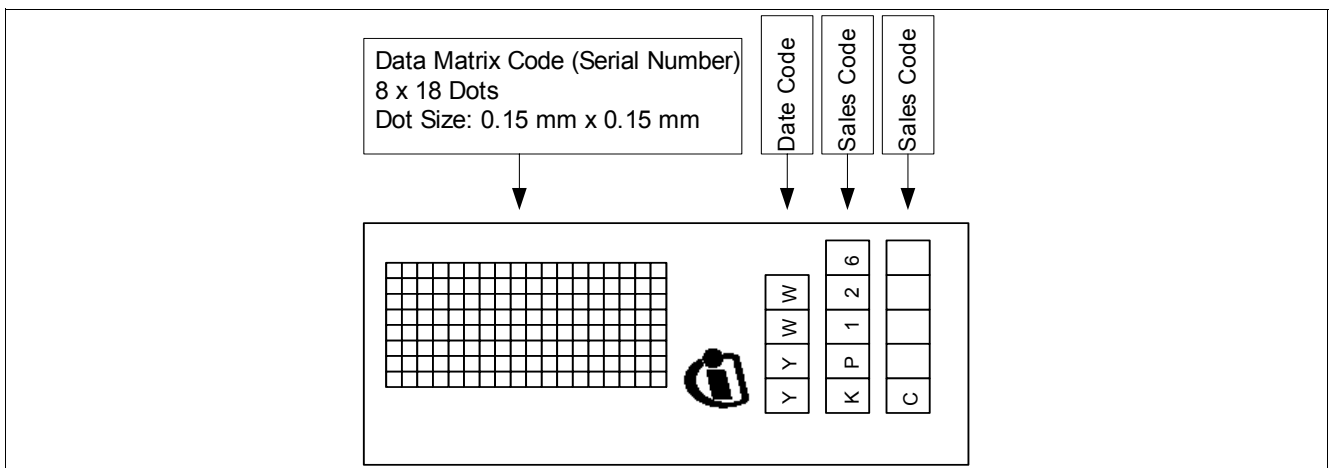 Data Matrix Code (Serial Number)
8 x 18 Dots
Dot Size: 0.15 mm x 0.15 mm
Date Code
Sales Code
Sales Code
YYWW
KP126
C